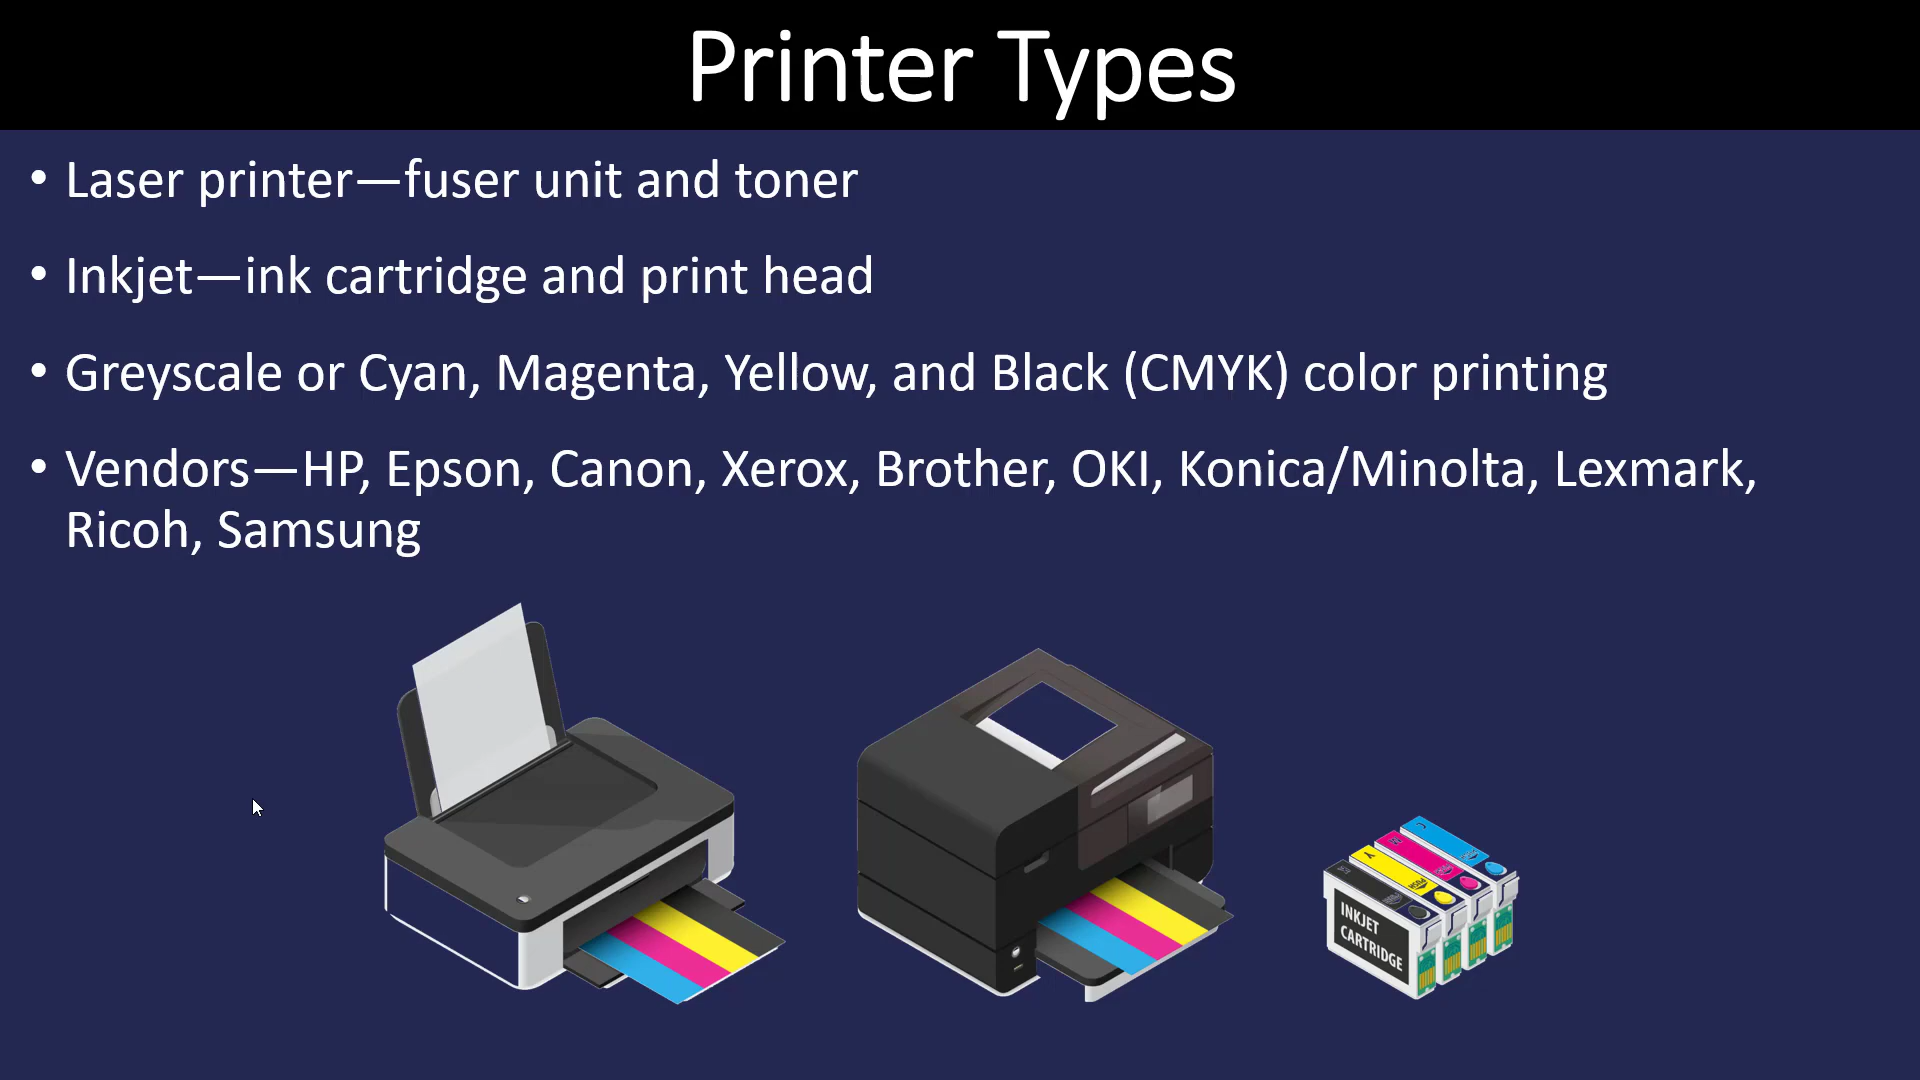 Printer Types
• Laser printer—fuser unit and toner
• Inkjet—ink cartridge and print head
• Greyscale or Cyan, Magenta, Yellow, and Black (CMYK) color printing
• Vendors—HP, Epson, Canon, Xerox, Brother, OKI, Konica/Minolta, Lexmark,
Ricoh, Samsung
INKJET
CARTRIDGE